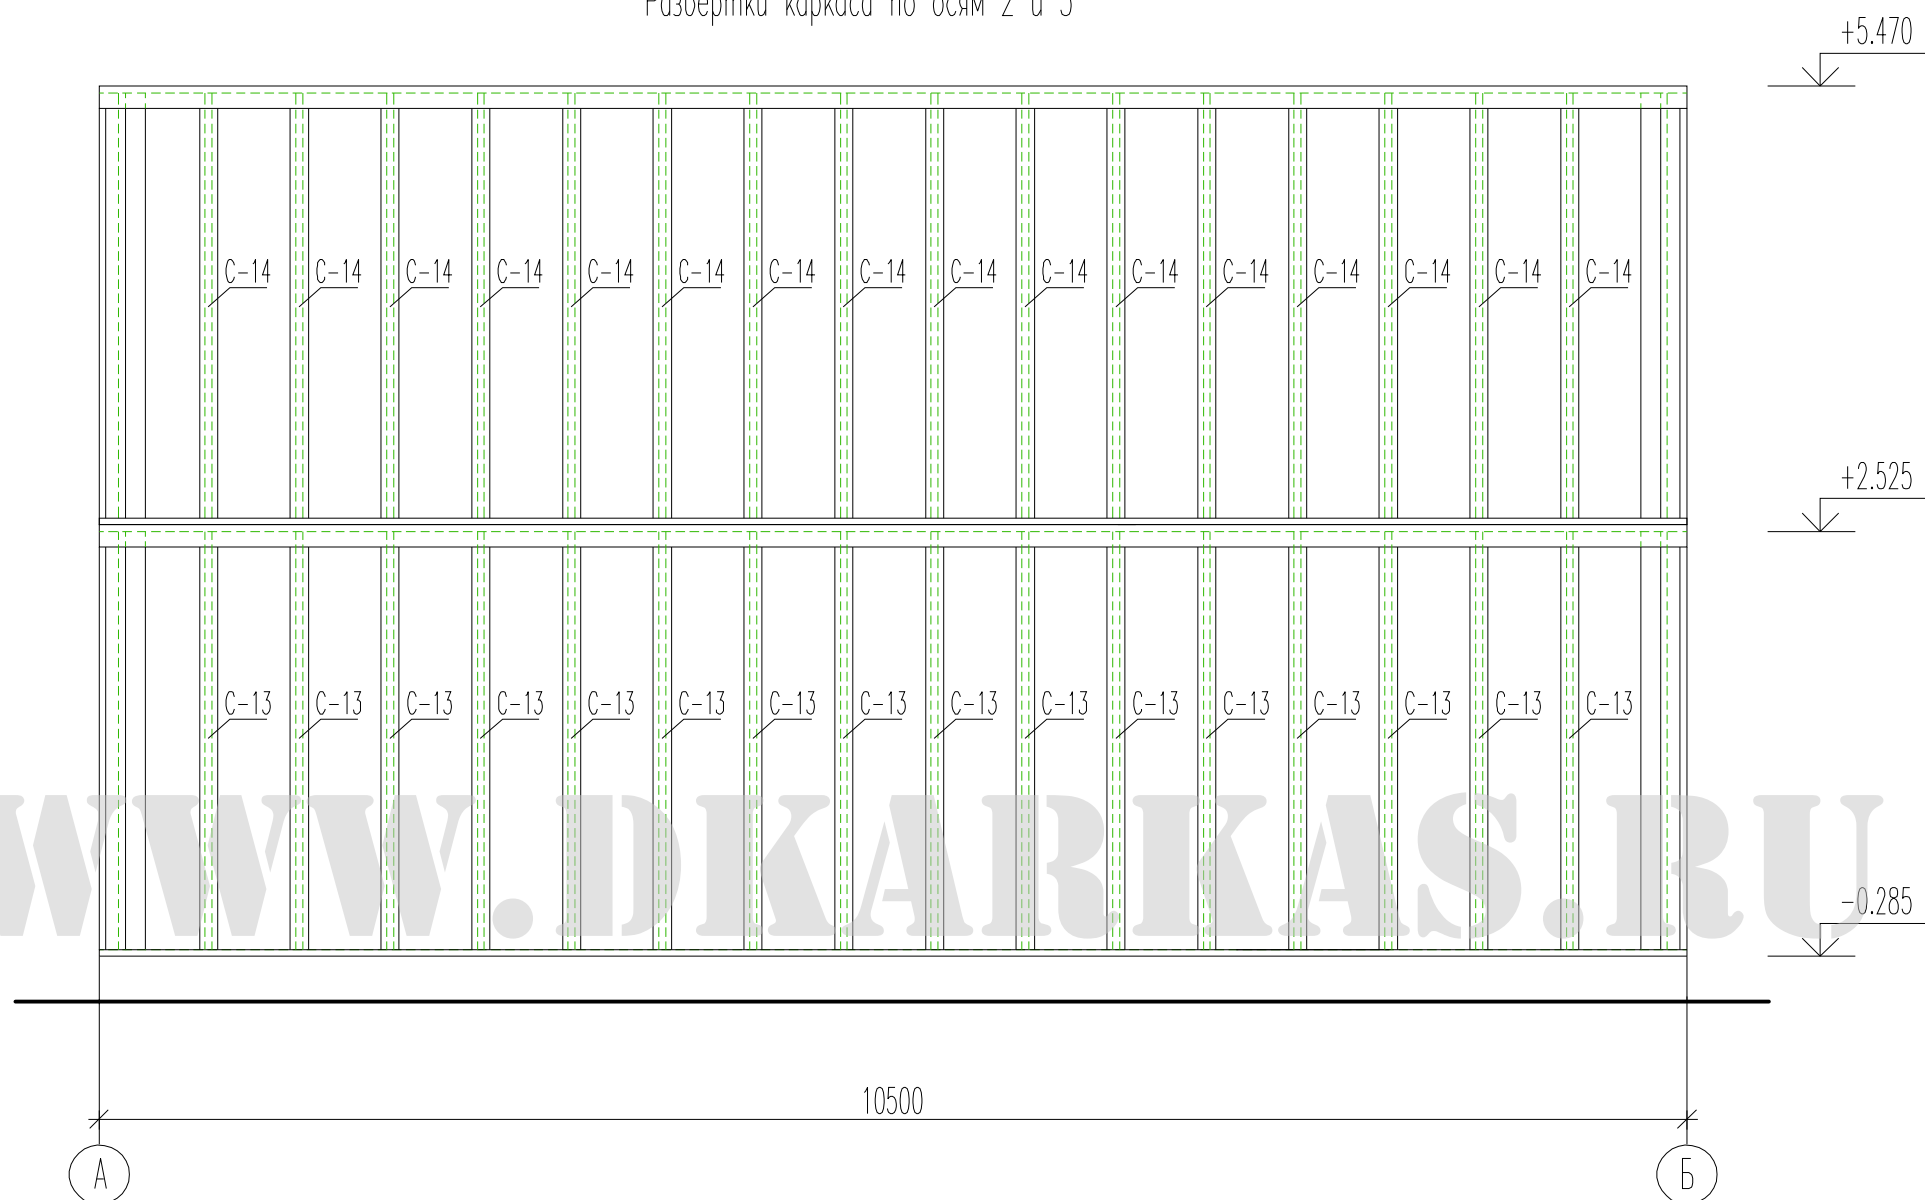 Развертки каркаса по осям 2 и 3
+5.470
С-14 С-14 С-14 С-14 С-14 С-14 С-14 С-14 С-14 С-14 С-14 С-14 С-14 С-14 С-14 С-14
+2.525
С-13 С-13 С-13 С-13 С-13 С-13 С-13 С-13 С-13 С-13 С-13 С-13 С-13 С-13 С-13 С-13
WWW.DKARKAS.RU
-0.285
10500
А Б